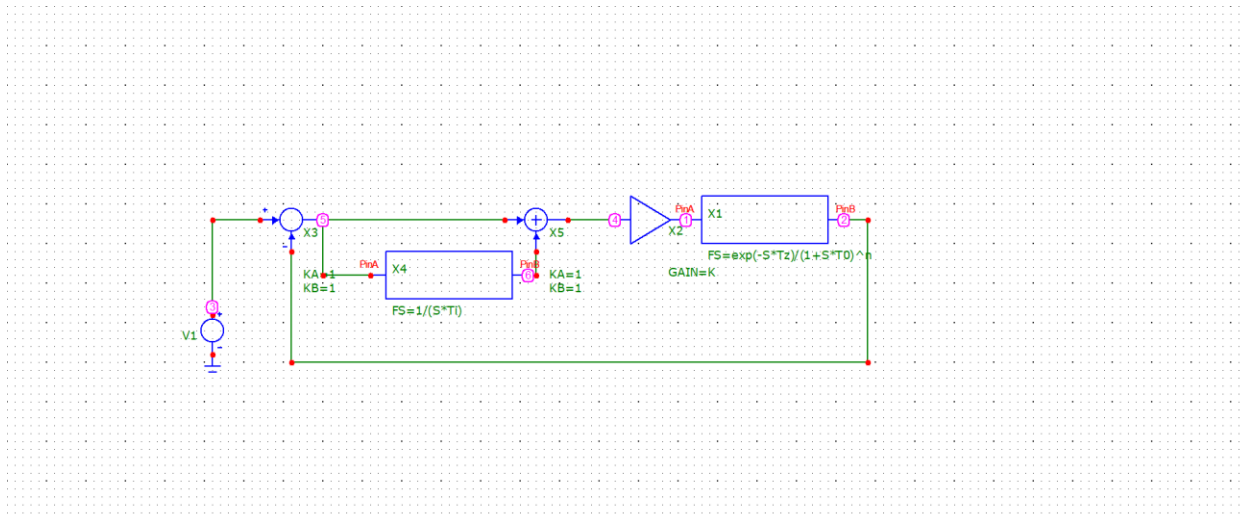 +
5
X3
-
+
X5
4
PinA
1
X2
X1
PinB
2
FS=exp(-S*Tz)/(1+S*T0)^n
GAIN=K
PinA
X4
PinB
6
KA=1
KB=1
KA=1
KB=1
FS=1/(S*Ti)
3
+
V1
-